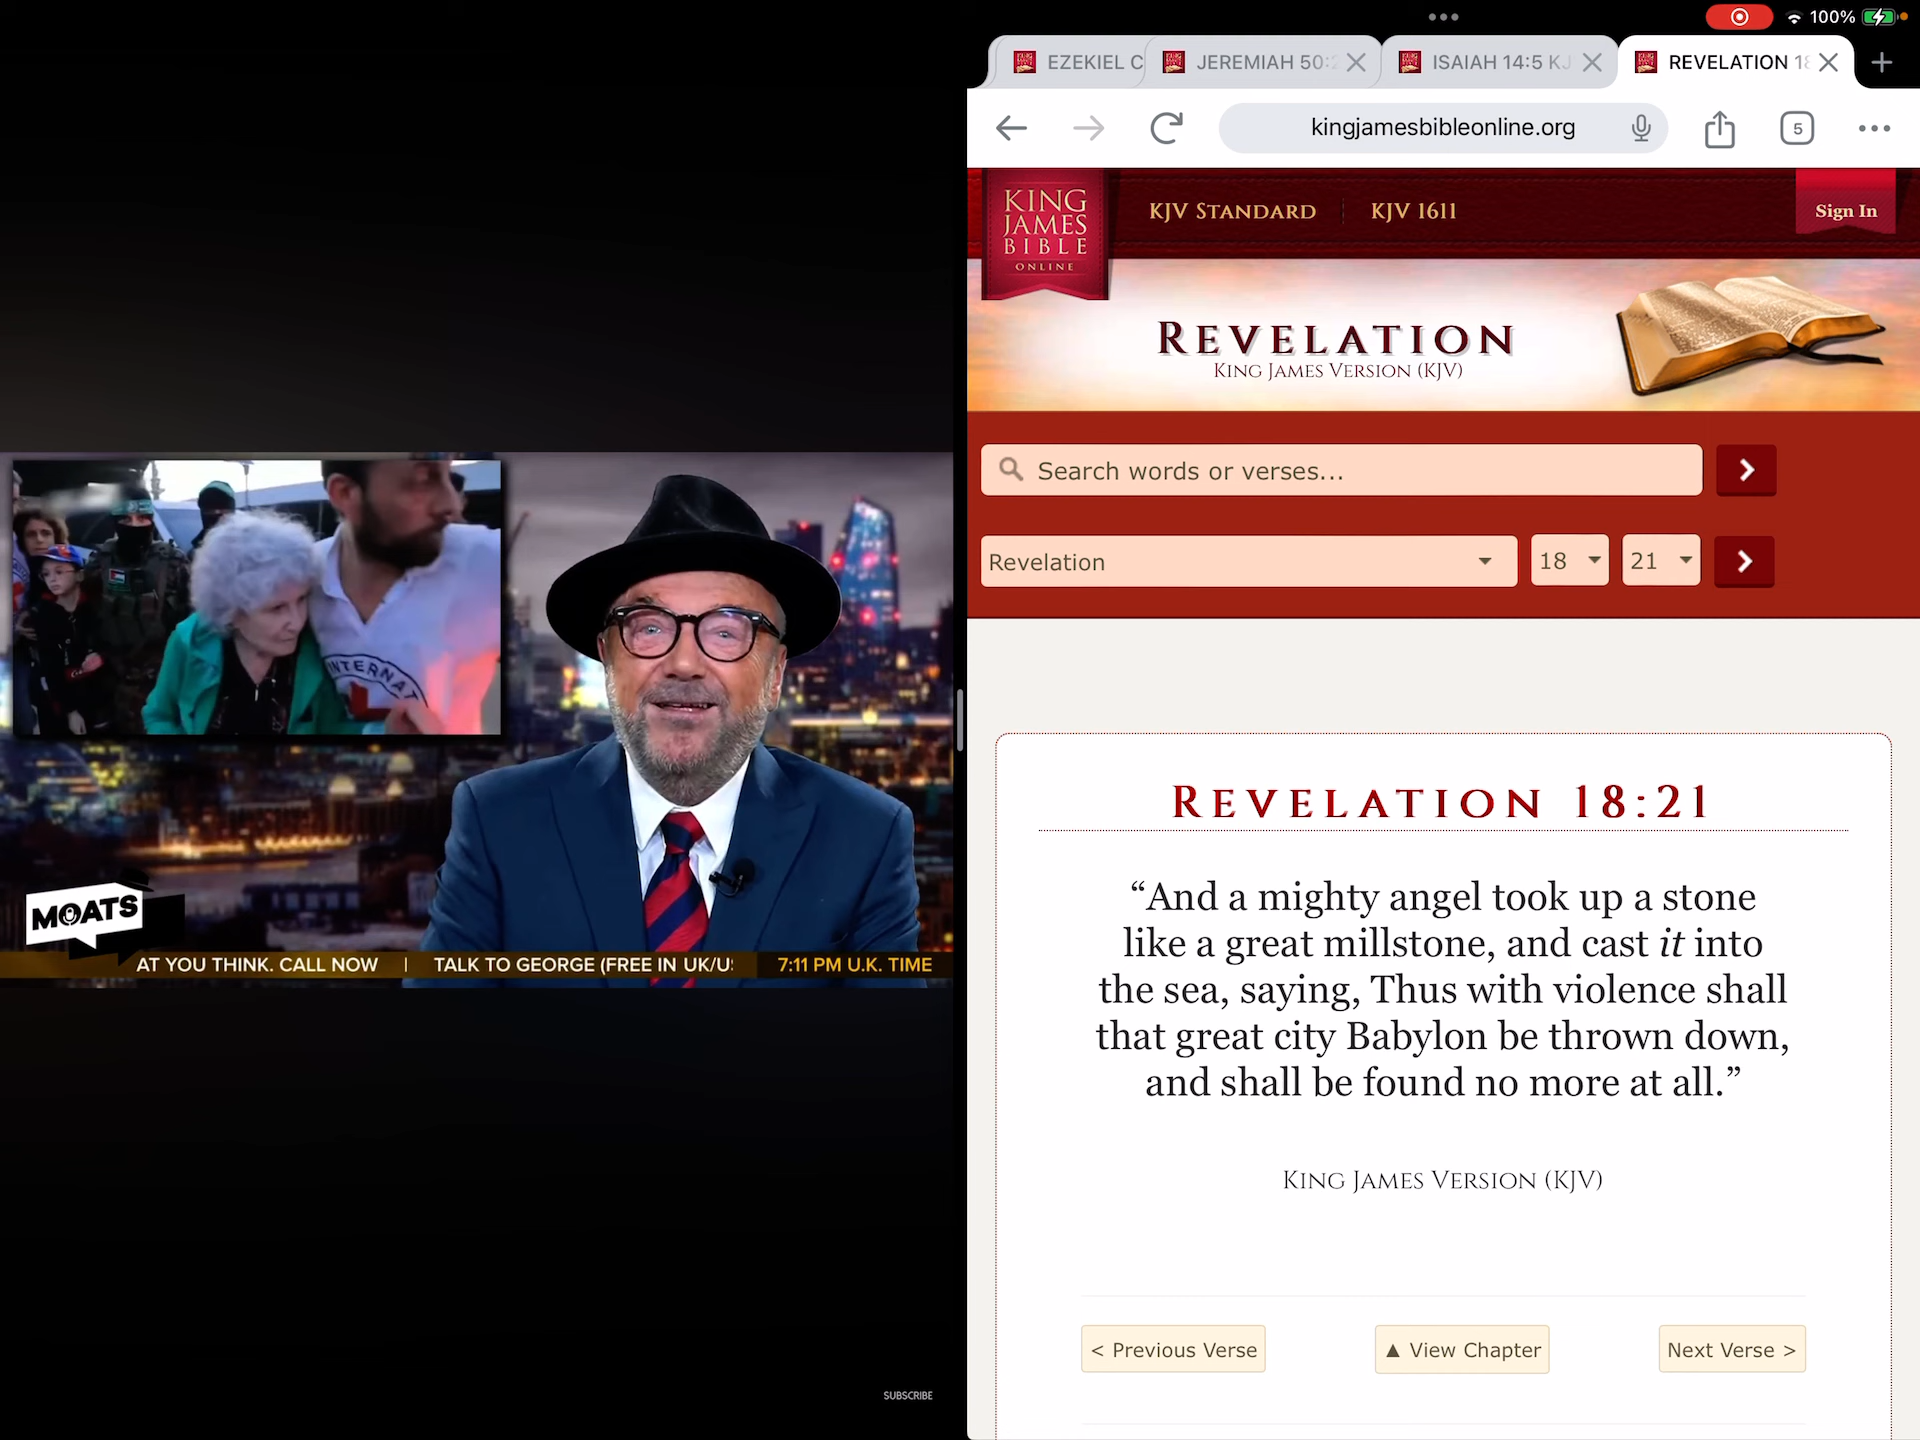 100%
EZEKIEL C
JEREMIAH 50:2
ISAIAH 14:5 KJ
REVELATION 18
kingjamesbibleonline.org
5
KING
JAMES
BIBLE
ONLINE
KJV STANDARD
KJV 1611
Sign In
REVELATION
KING JAMES VERSION (KJV)
Search words or verses...
Revelation
18
21
REVELATION 18:21
“And a mighty angel took up a stone
like a great millstone, and cast it into
the sea, saying, Thus with violence shall
that great city Babylon be thrown down,
and shall be found no more at all.”
KING JAMES VERSION (KJV)
< Previous Verse
▲ View Chapter
Next Verse >
INTERNA
MOATS
AT YOU THINK. CALL NOW | TALK TO GEORGE (FREE IN UK/U
7:11 PM U.K. TIME
SUBSCRIBE